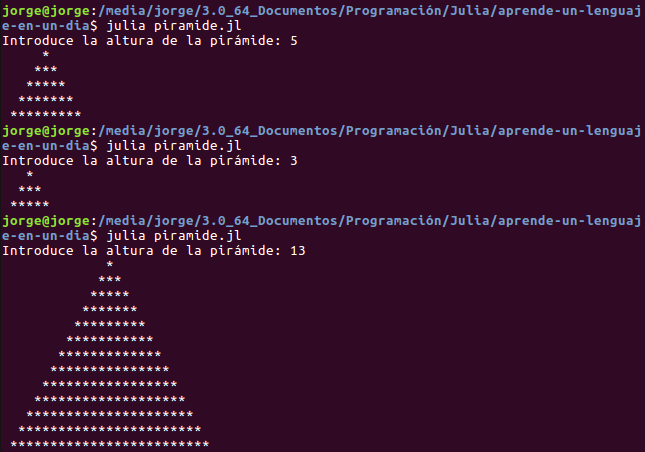 jorge@jorge:/media/jorge/3.0_64_Documentos/Programación/Julia/aprende-un-lenguaj
e-en-un-dia$ julia piramide.jl
Introduce la altura de la pirámide: 5
     *
    ***
   *****
  *******
 *********
jorge@jorge:/media/jorge/3.0_64_Documentos/Programación/Julia/aprende-un-lenguaj
e-en-un-dia$ julia piramide.jl
Introduce la altura de la pirámide: 3
   *
  ***
 *****
jorge@jorge:/media/jorge/3.0_64_Documentos/Programación/Julia/aprende-un-lenguaj
e-en-un-dia$ julia piramide.jl
Introduce la altura de la pirámide: 13
             *
            ***
           *****
          *******
         *********
        ***********
       *************
      ***************
     *****************
    *******************
   *********************
  ***********************
 *************************